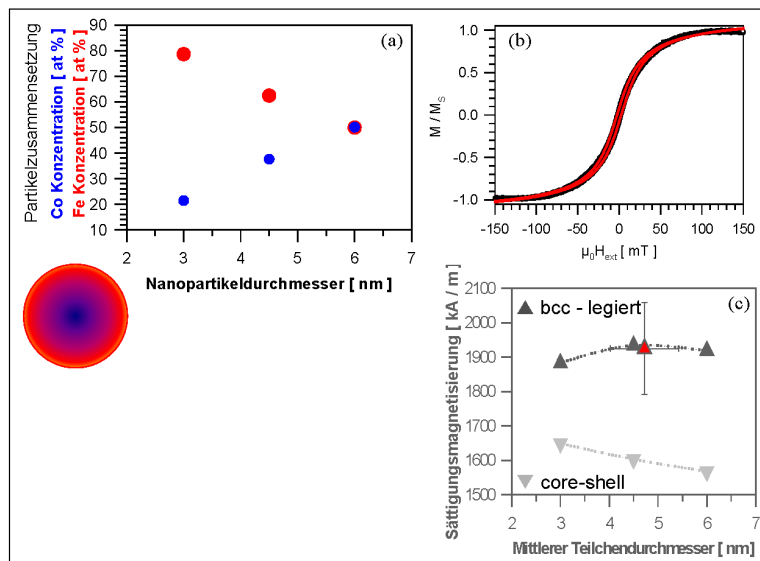 (a)
Partikelzusammensetzung
Co Konzentration [ at % ]
Fe Konzentration [ at % ]
90
80
70
60
50
40
30
20
10
2 3 4 5 6 7
Nanopartikeldurchmesser [ nm ]
(b)
M / M_S
1.0
0.5
0.0
-0.5
-1.0
-150 -100 -50 0 50 100 150
µ₀H_ext [ mT ]
(c)
Sättigungsmagnetisierung [ kA / m ]
2100
2000
1900
1800
1700
1600
1500
bcc - legiert
core-shell
2 3 4 5 6 7
Mittlerer Teilchendurchmesser [ nm ]